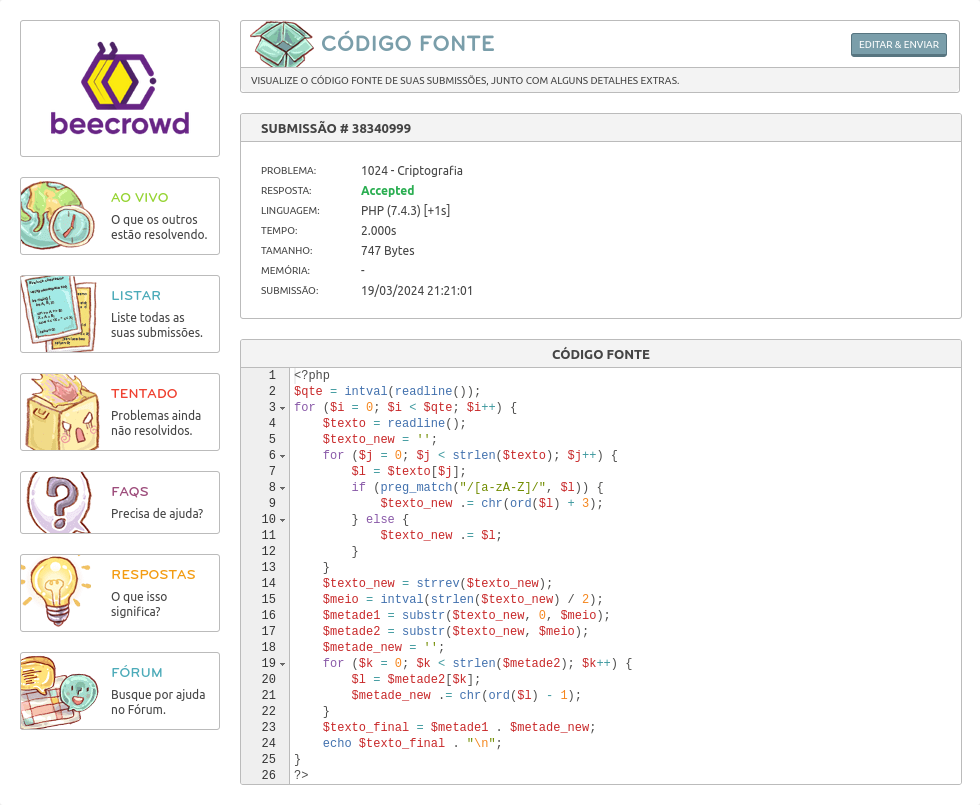 beecrowd
AO VIVO
O que os outros
estão resolvendo.
LISTAR
Liste todas as
suas submissões.
TENTADO
Problemas ainda
não resolvidos.
FAQS
Precisa de ajuda?
RESPOSTAS
O que isso
significa?
FÓRUM
Busque por ajuda
no Fórum.
CÓDIGO FONTE
EDITAR & ENVIAR
VISUALIZE O CÓDIGO FONTE DE SUAS SUBMISSÕES, JUNTO COM ALGUNS DETALHES EXTRAS.
SUBMISSÃO # 38340999
PROBLEMA: 1024 - Criptografia
RESPOSTA: Accepted
LINGUAGEM: PHP (7.4.3) [+1s]
TEMPO: 2.000s
TAMANHO: 747 Bytes
MEMÓRIA: -
SUBMISSÃO: 19/03/2024 21:21:01
CÓDIGO FONTE
1 <?php
2 $qte = intval(readline());
3 for ($i = 0; $i < $qte; $i++) {
4     $texto = readline();
5     $texto_new = '';
6     for ($j = 0; $j < strlen($texto); $j++) {
7         $l = $texto[$j];
8         if (preg_match("/[a-zA-Z]/", $l)) {
9             $texto_new .= chr(ord($l) + 3);
10         } else {
11             $texto_new .= $l;
12         }
13     }
14     $texto_new = strrev($texto_new);
15     $meio = intval(strlen($texto_new) / 2);
16     $metade1 = substr($texto_new, 0, $meio);
17     $metade2 = substr($texto_new, $meio);
18     $metade_new = '';
19     for ($k = 0; $k < strlen($metade2); $k++) {
20         $l = $metade2[$k];
21         $metade_new .= chr(ord($l) - 1);
22     }
23     $texto_final = $metade1 . $metade_new;
24     echo $texto_final . "\n";
25 }
26 ?>